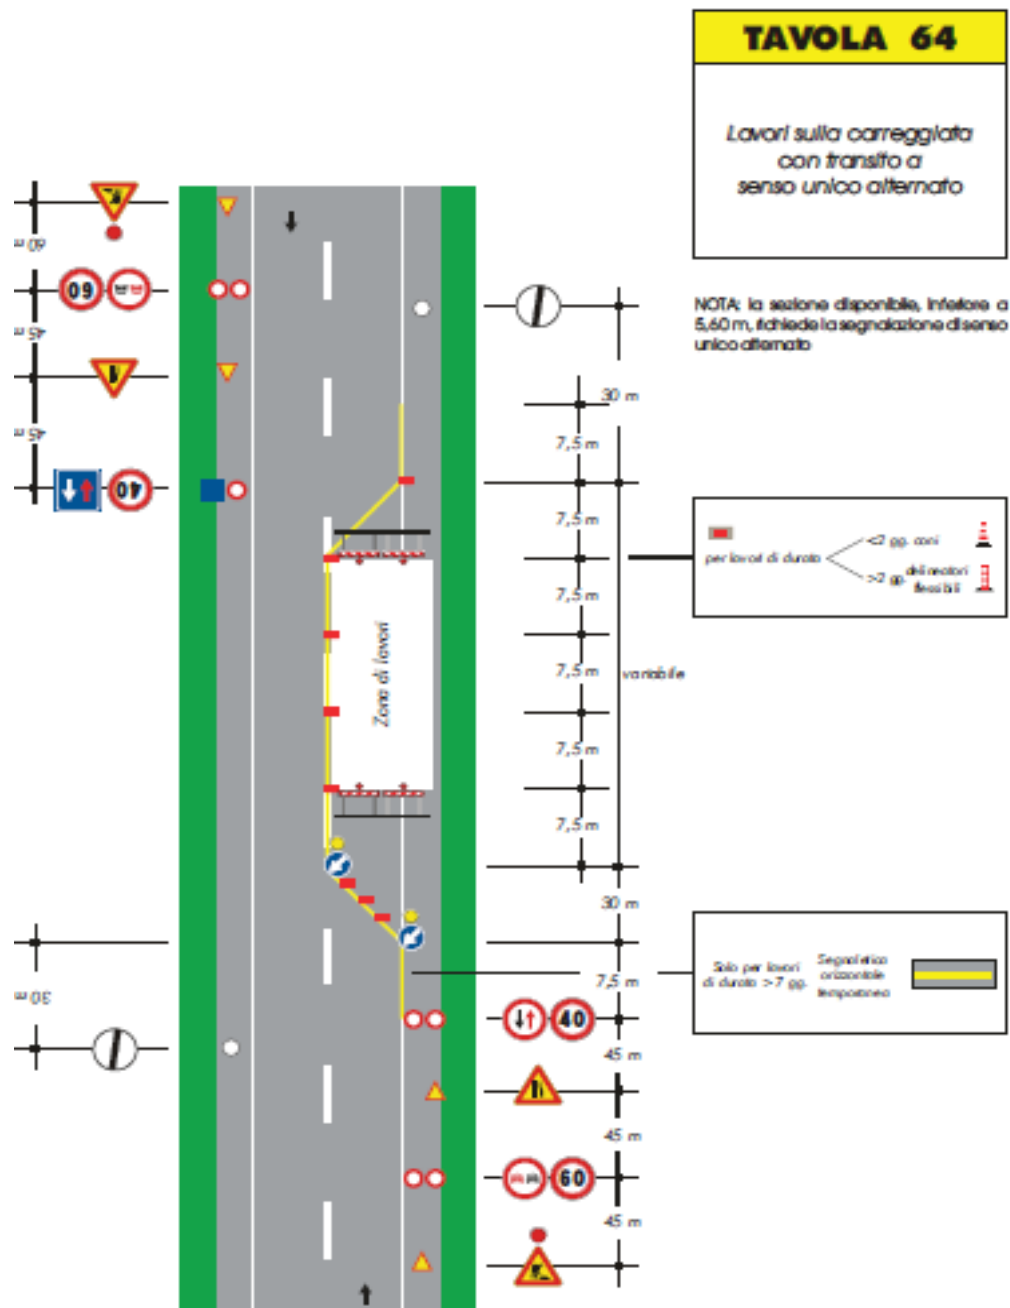 TAVOLA 64
Lavori sulla carreggiata
con transito a
senso unico alternato
NOTA: la sezione disponibile, inferiore a
5,60 m, richiede la segnalazione di senso
unico alternato
60 m
60
45 m
45 m
40
30 m
7,5 m
7,5 m
7,5 m
7,5 m
variabile
7,5 m
7,5 m
Zona di lavori
per lavori di durata
<2 gg. coni
>2 gg. delineatori
flessibili
30 m
7,5 m
Solo per lavori
di durata >7 gg.
Segnaletica
orizzontale
temporanea
30 m
40
45 m
45 m
60
45 m